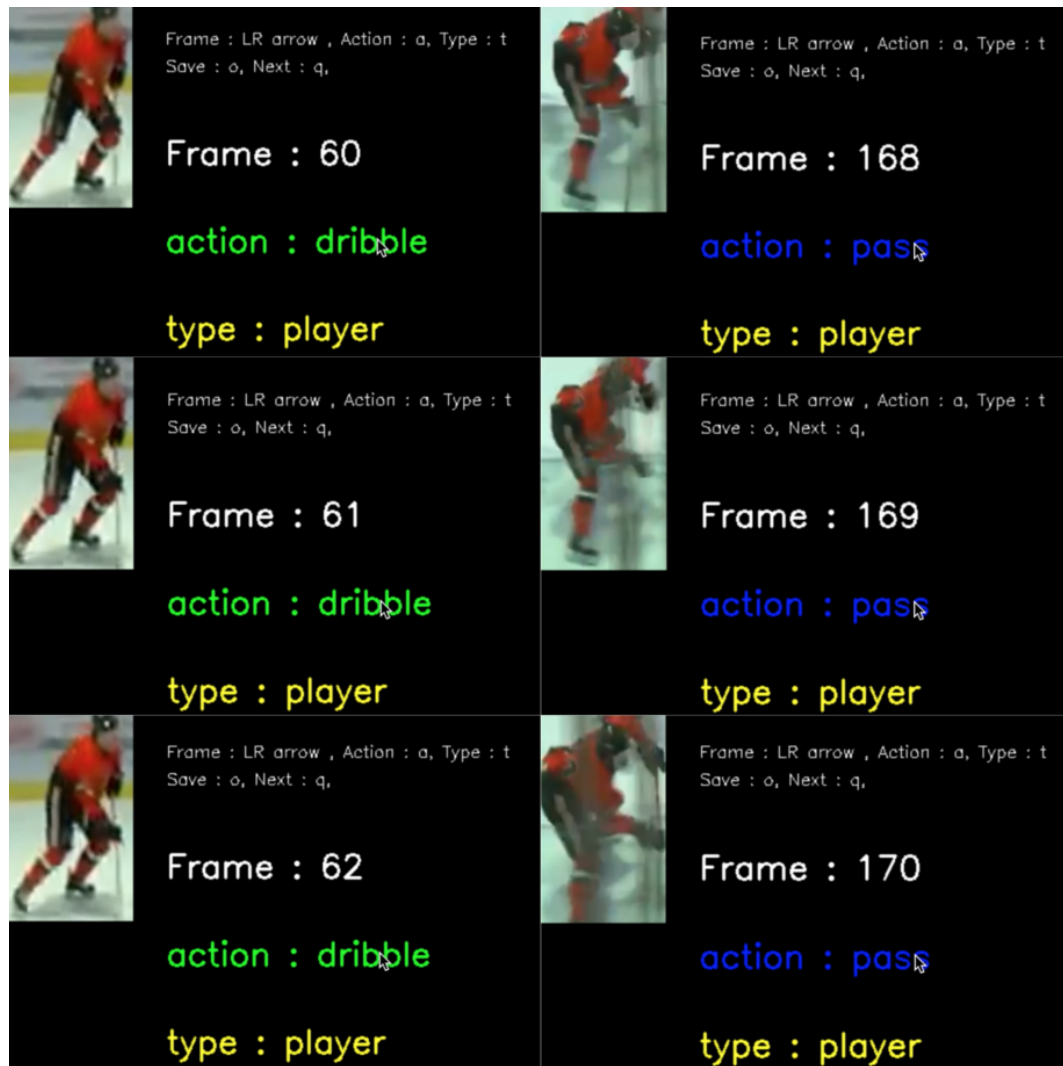 Frame : LR arrow , Action : a, Type : t
Save : o, Next : q,
Frame : 60
action : dribble
type : player
Frame : LR arrow , Action : a, Type : t
Save : o, Next : q,
Frame : 168
action : pass
type : player
Frame : LR arrow , Action : a, Type : t
Save : o, Next : q,
Frame : 61
action : dribble
type : player
Frame : LR arrow , Action : a, Type : t
Save : o, Next : q,
Frame : 169
action : pass
type : player
Frame : LR arrow , Action : a, Type : t
Save : o, Next : q,
Frame : 62
action : dribble
type : player
Frame : LR arrow , Action : a, Type : t
Save : o, Next : q,
Frame : 170
action : pass
type : player